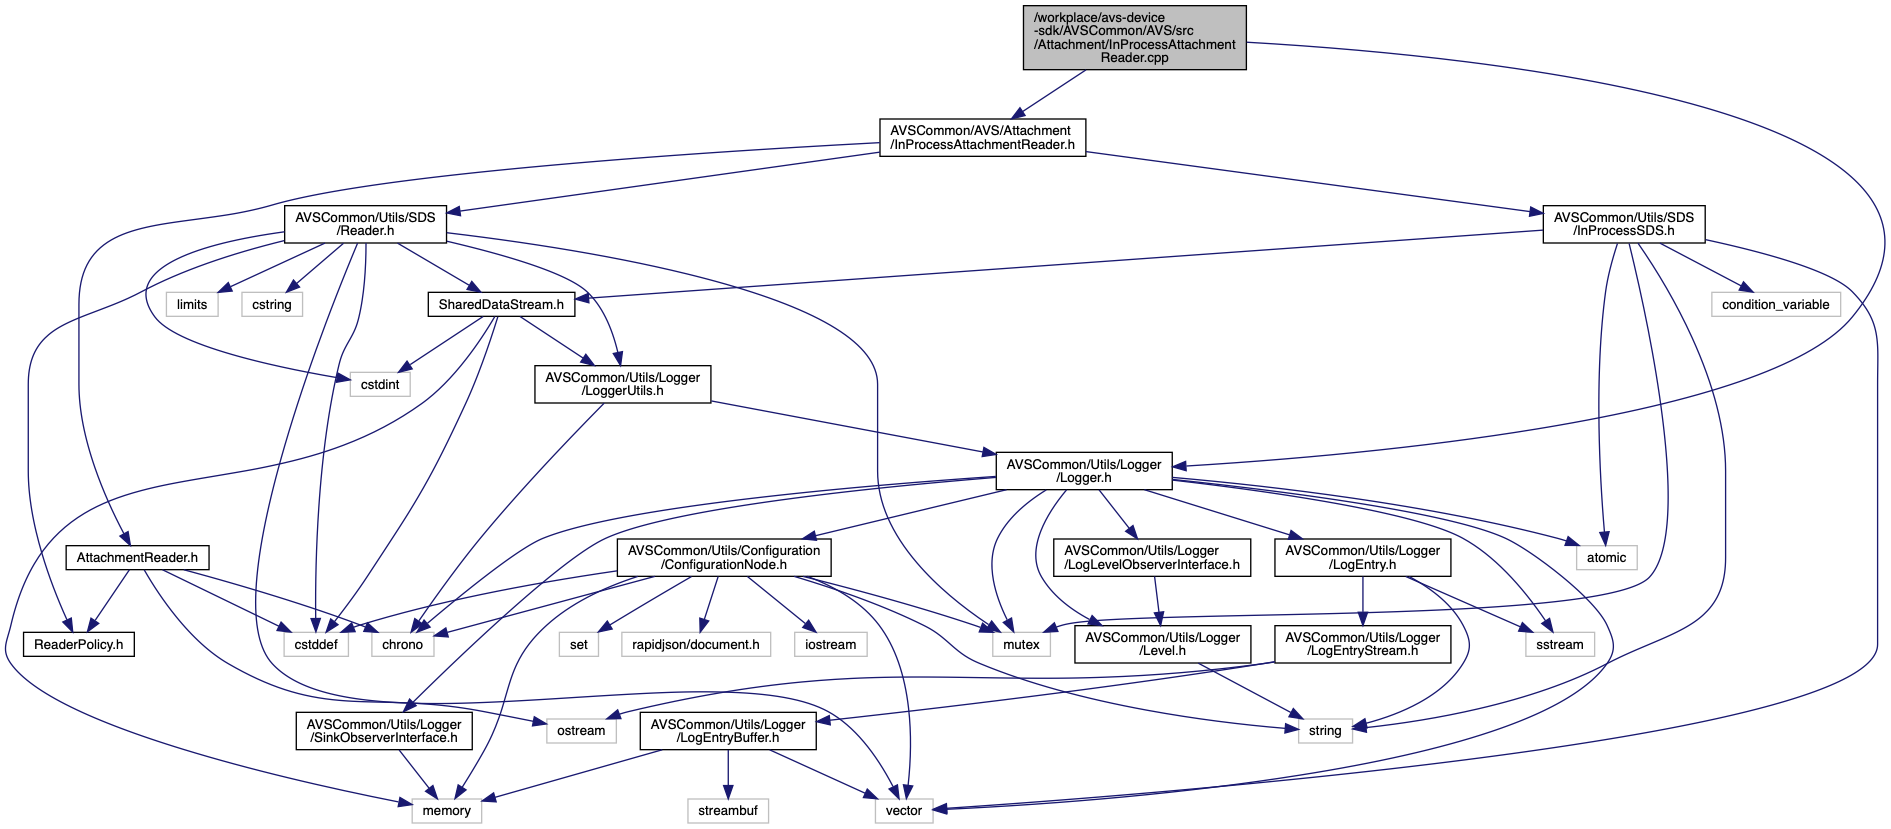 /workplace/avs-device
-sdk/AVSCommon/AVS/src
/Attachment/InProcessAttachment
Reader.cpp
AVSCommon/AVS/Attachment
/InProcessAttachmentReader.h
AVSCommon/Utils/SDS
/Reader.h
AVSCommon/Utils/SDS
/InProcessSDS.h
limits
cstring
SharedDataStream.h
condition_variable
cstdint
AVSCommon/Utils/Logger
/LoggerUtils.h
AVSCommon/Utils/Logger
/Logger.h
AttachmentReader.h
AVSCommon/Utils/Configuration
/ConfigurationNode.h
AVSCommon/Utils/Logger
/LogLevelObserverInterface.h
AVSCommon/Utils/Logger
/LogEntry.h
atomic
ReaderPolicy.h
cstddef
chrono
set
rapidjson/document.h
iostream
mutex
AVSCommon/Utils/Logger
/Level.h
AVSCommon/Utils/Logger
/LogEntryStream.h
sstream
AVSCommon/Utils/Logger
/SinkObserverInterface.h
ostream
AVSCommon/Utils/Logger
/LogEntryBuffer.h
string
memory
streambuf
vector